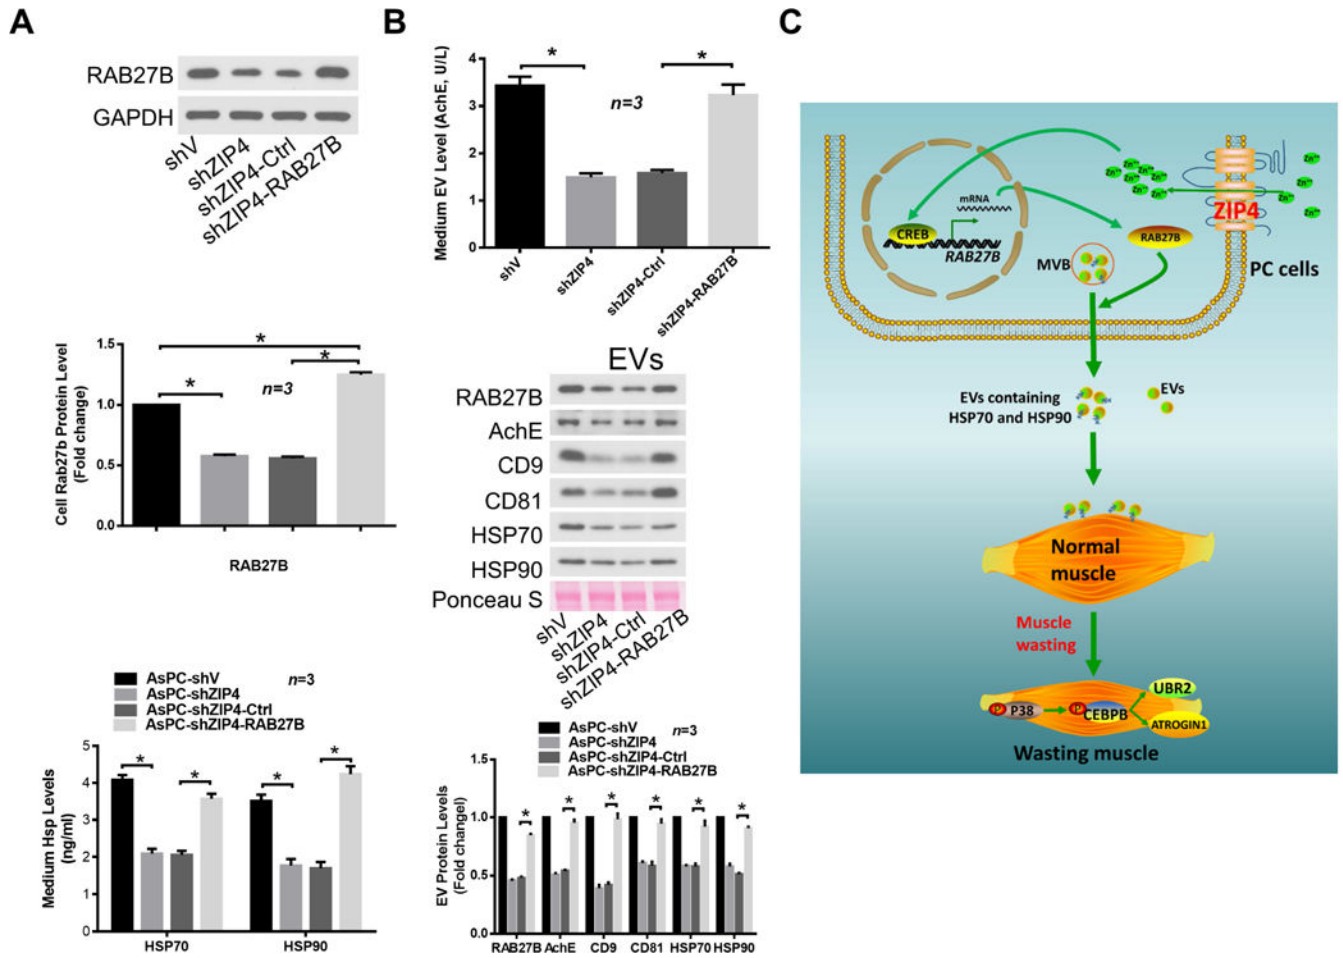 A
RAB27B
GAPDH
shV
shZIP4
shZIP4-Ctrl
shZIP4-RAB27B
Cell Rab27b Protein Level
(Fold change)
1.5
1.0
0.5
0.0
*
*
*
n=3
RAB27B
AsPC-shV
AsPC-shZIP4
AsPC-shZIP4-Ctrl
AsPC-shZIP4-RAB27B
n=3
Medium Hsp Levels
(ng/ml)
5
4
3
2
1
0
*
*
*
*
HSP70
HSP90
B
Medium EV Level (AchE, U/L)
4
3
2
1
0
*
*
n=3
shV
shZIP4
shZIP4-Ctrl
shZIP4-RAB27B
EVs
RAB27B
AchE
CD9
CD81
HSP70
HSP90
Ponceau S
shV
shZIP4
shZIP4-Ctrl
shZIP4-RAB27B
AsPC-shV
AsPC-shZIP4
AsPC-shZIP4-Ctrl
AsPC-shZIP4-RAB27B
n=3
EV Protein Levels
(Fold changel)
1.0
0.5
0.0
* * * * * *
RAB27B AchE CD9 CD81 HSP70 HSP90
C
ZIP4
mRNA
CREB
RAB27B
RAB27B
MVB
PC cells
EVs containing
HSP70 and HSP90
EVs
Normal
muscle
Muscle
wasting
P38
CEBPB
UBR2
ATROGIN1
Wasting muscle